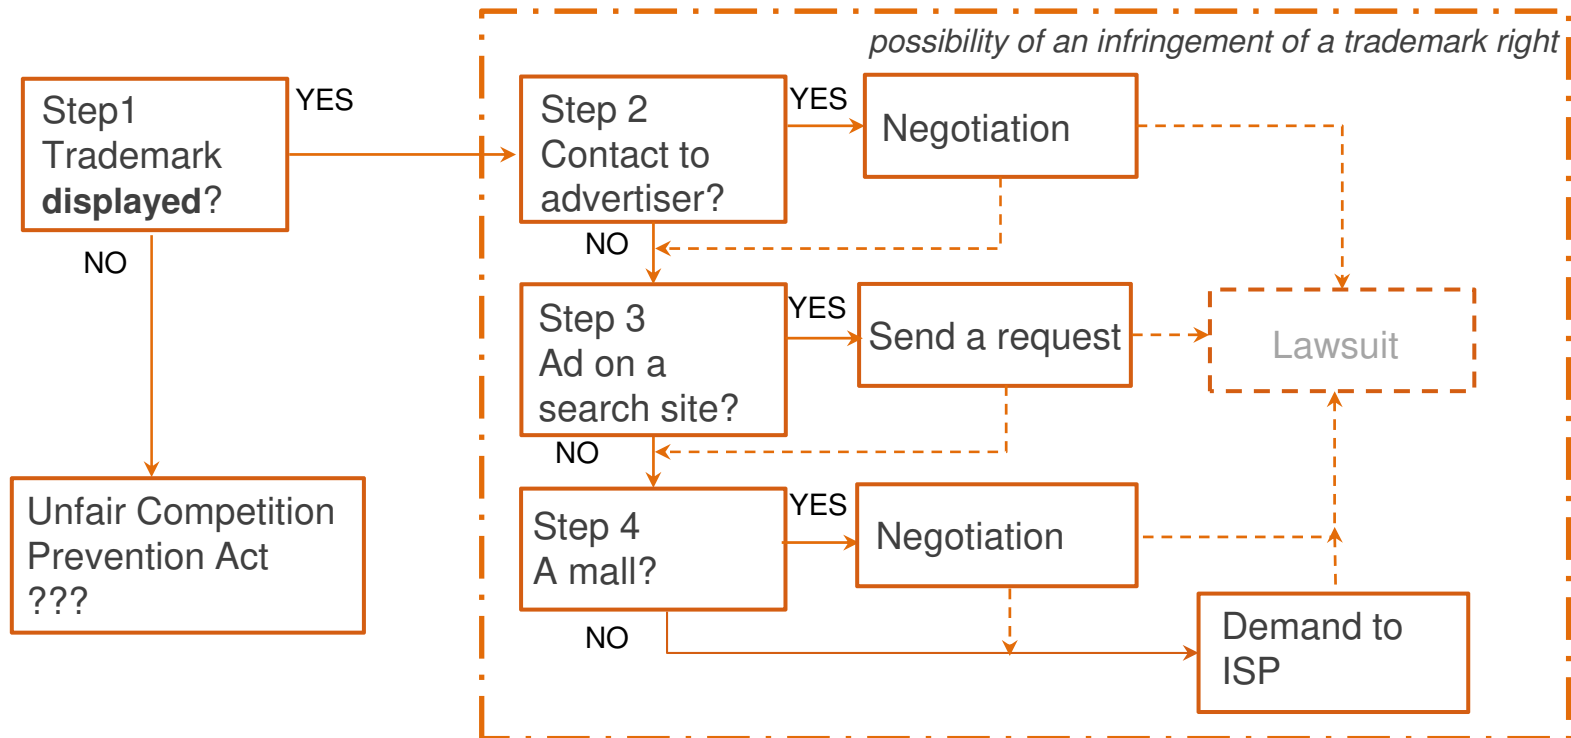 possibility of an infringement of a trademark right
Step1
Trademark
displayed?
YES
NO
Unfair Competition
Prevention Act
???
Step 2
Contact to
advertiser?
YES
Negotiation
NO
Step 3
Ad on a
search site?
YES
Send a request
Lawsuit
NO
Step 4
A mall?
YES
Negotiation
NO
Demand to
ISP